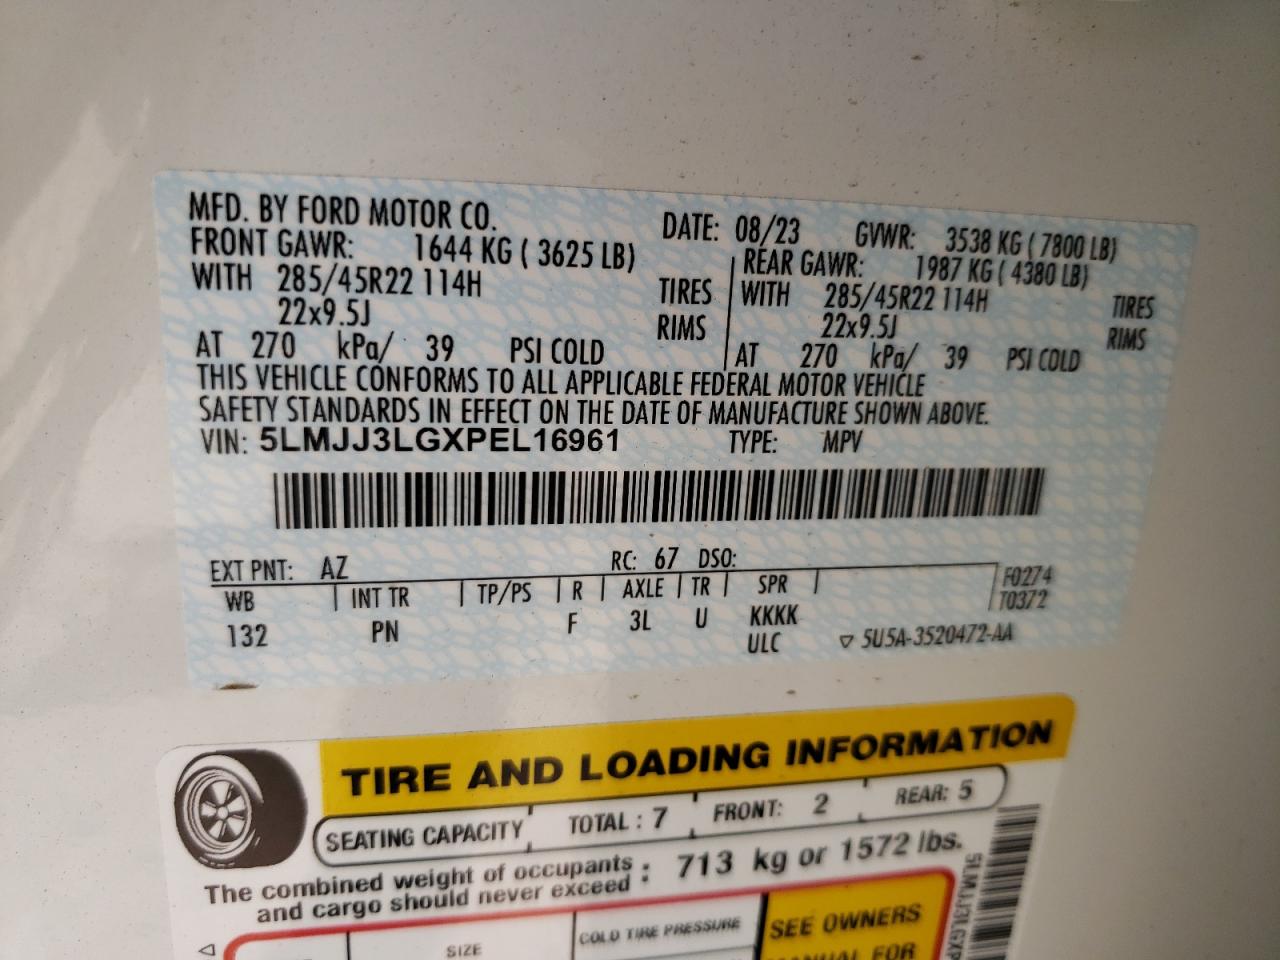 MFD. BY FORD MOTOR CO. DATE: 08/23 GVWR: 3538 KG ( 7800 LB)
FRONT GAWR: 1644 KG ( 3625 LB) REAR GAWR: 1987 KG ( 4380 LB)
WITH 285/45R22 114H TIRES WITH 285/45R22 114H TIRES
22x9.5J RIMS 22x9.5J RIMS
AT 270 kPa/ 39 PSI COLD AT 270 kPa/ 39 PSI COLD
THIS VEHICLE CONFORMS TO ALL APPLICABLE FEDERAL MOTOR VEHICLE
SAFETY STANDARDS IN EFFECT ON THE DATE OF MANUFACTURE SHOWN ABOVE.
VIN: 5LMJJ3LGXPEL16961 TYPE: MPV
EXT PNT: AZ RC: 67 DSO:
WB INT TR TP/PS R AXLE TR SPR F0274
T0372
132 PN F 3L U KKKK
ULC ▽ 5U5A-3520472-AA
TIRE AND LOADING INFORMATION
SEATING CAPACITY TOTAL : 7 FRONT: 2 REAR: 5
The combined weight of occupants : 713 kg or 1572 lbs.
and cargo should never exceed
SIZE COLD TIRE PRESSURE SEE OWNERS
MANUAL FOR
5LMJJ3LGXP